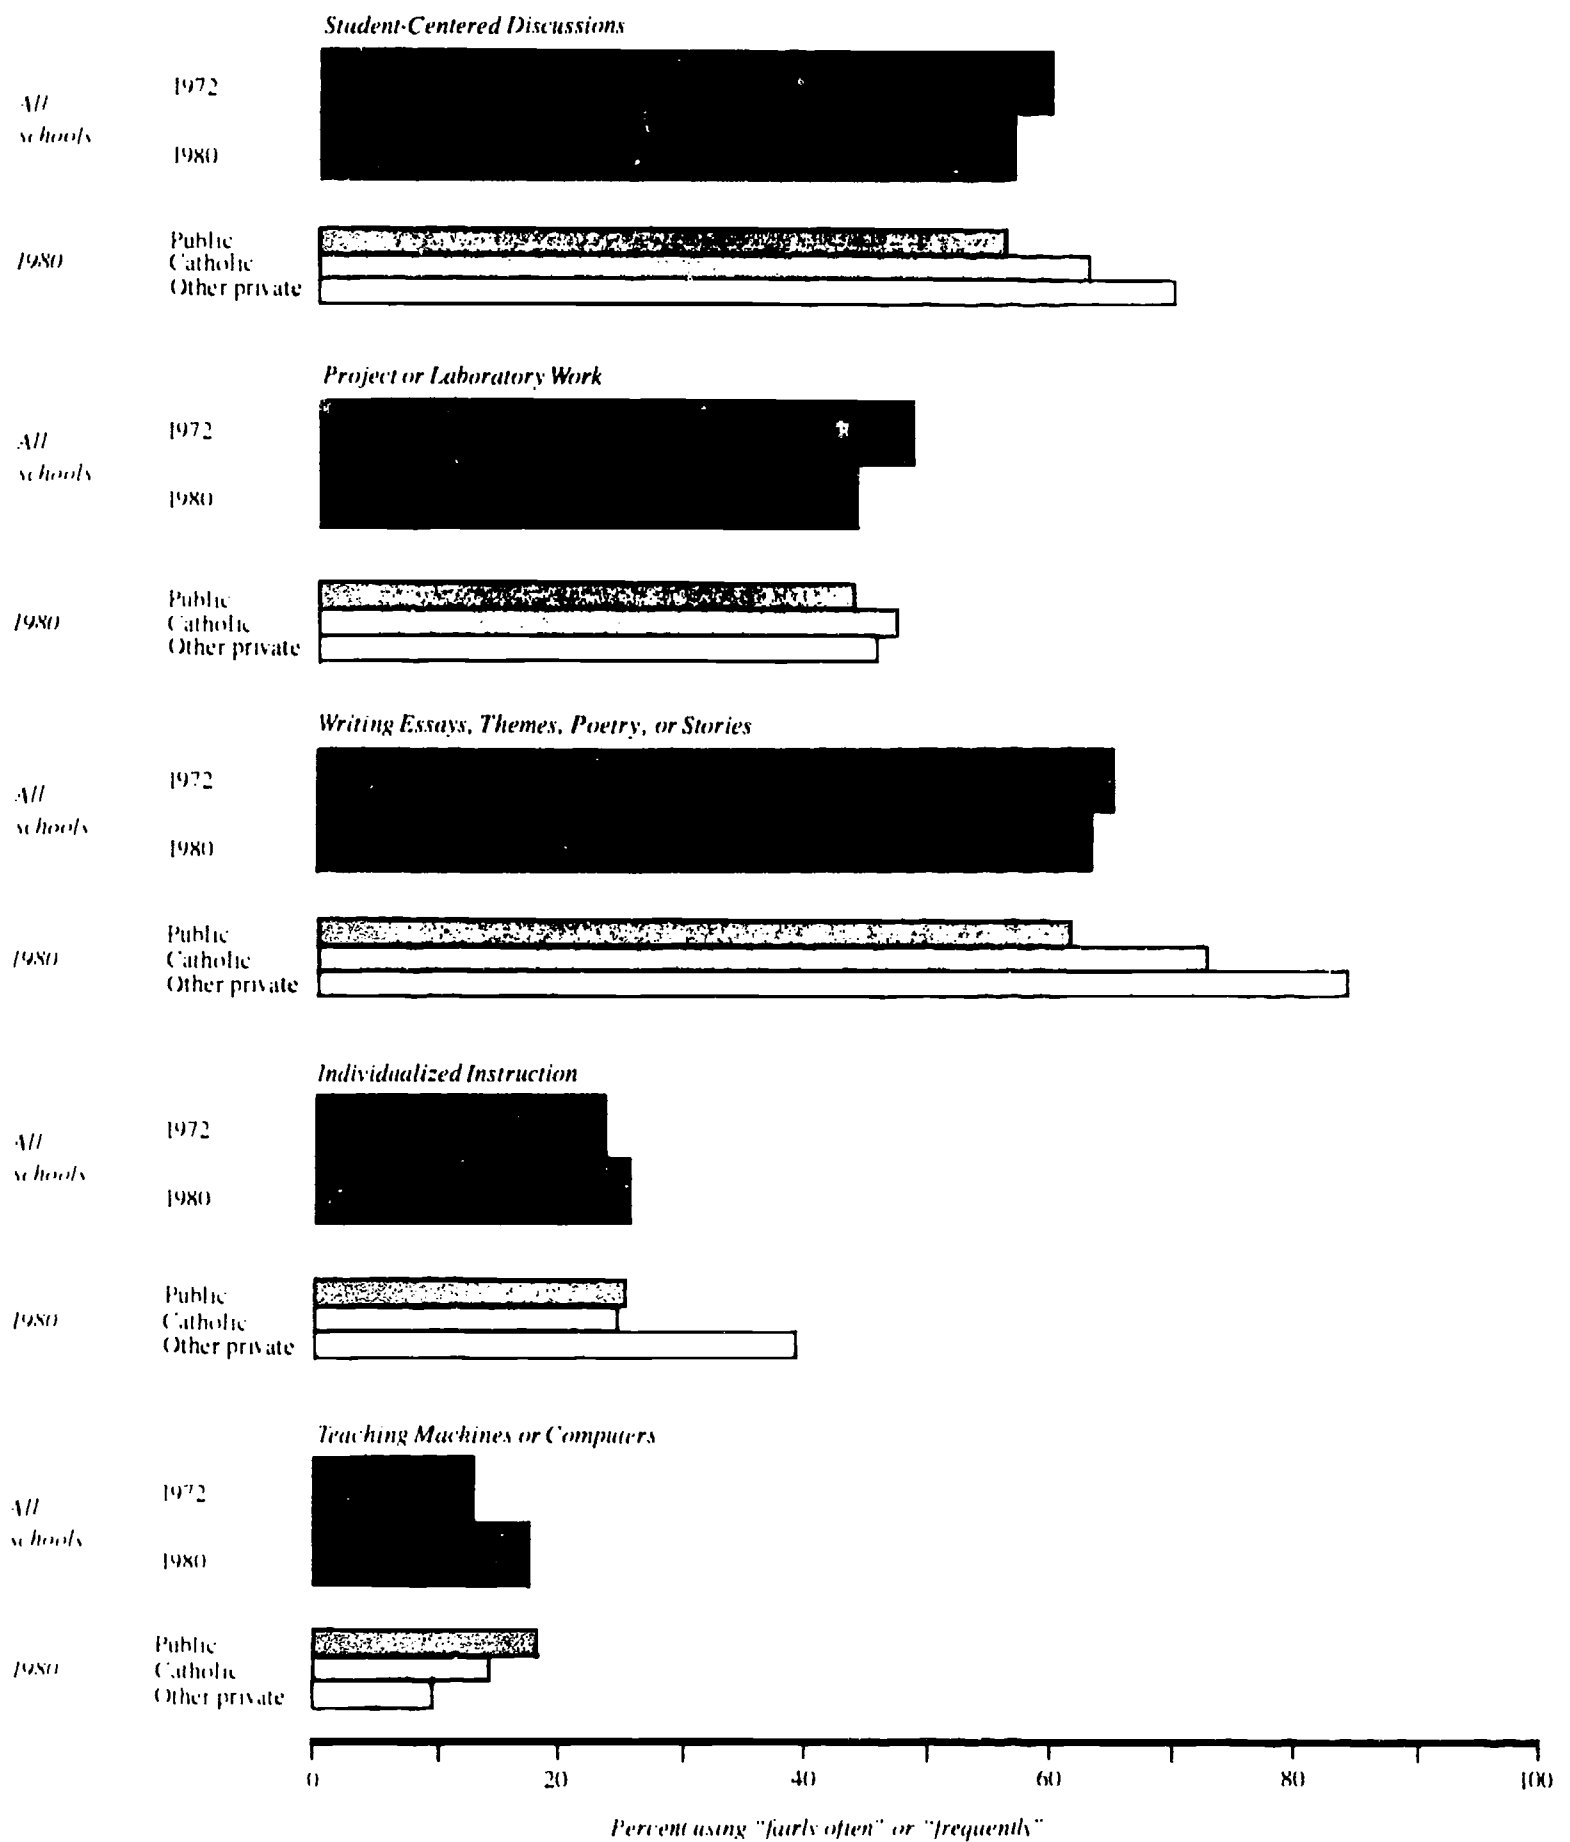 Student-Centered Discussions
1972
All
schools
1980
Public
1980
Catholic
Other private
Project or Laboratory Work
1972
All
schools
1980
Public
1980
Catholic
Other private
Writing Essays, Themes, Poetry, or Stories
1972
All
schools
1980
Public
1980
Catholic
Other private
Individualized Instruction
1972
All
schools
1980
Public
1980
Catholic
Other private
Teaching Machines or Computers
1972
All
schools
1980
Public
1980
Catholic
Other private
0 20 40 60 80 100
Percent using "fairly often" or "frequently"